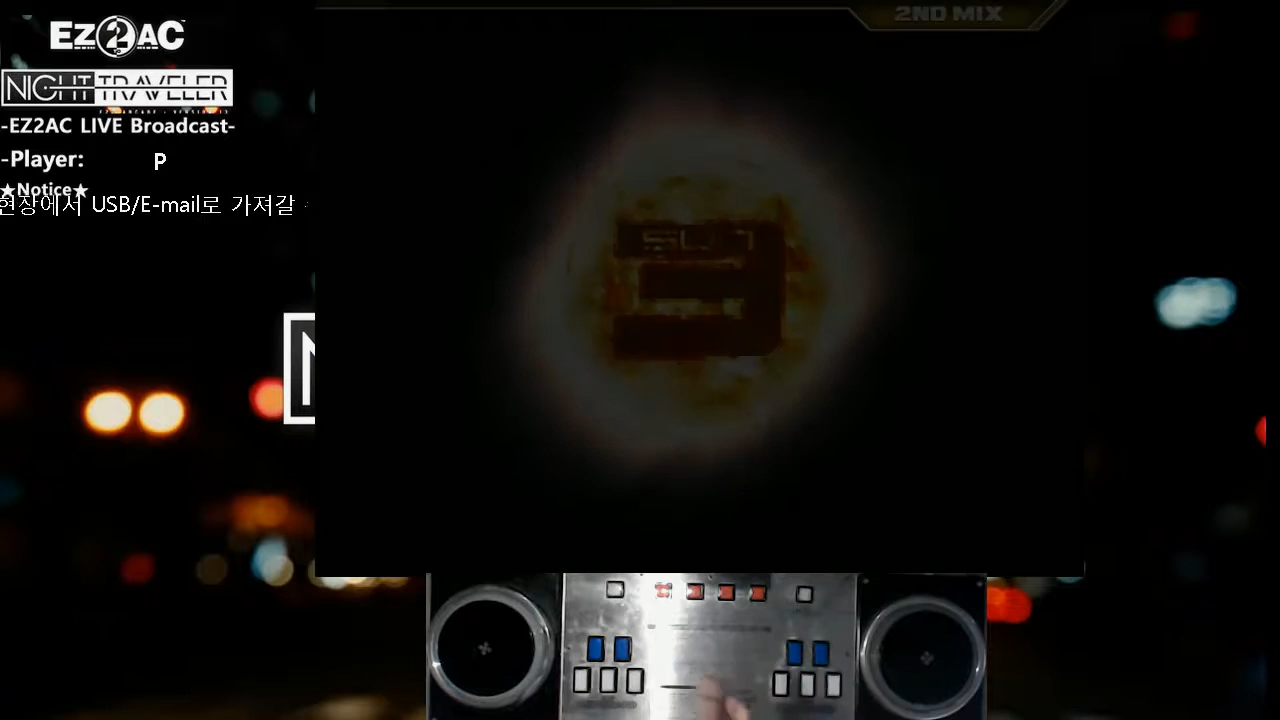 EZ2AC
NIGHT TRAVELER
-EZ2AC LIVE Broadcast-
-Player: P
★Notice★
현장에서 USB/E-mail로 가져갈
2ND MIX